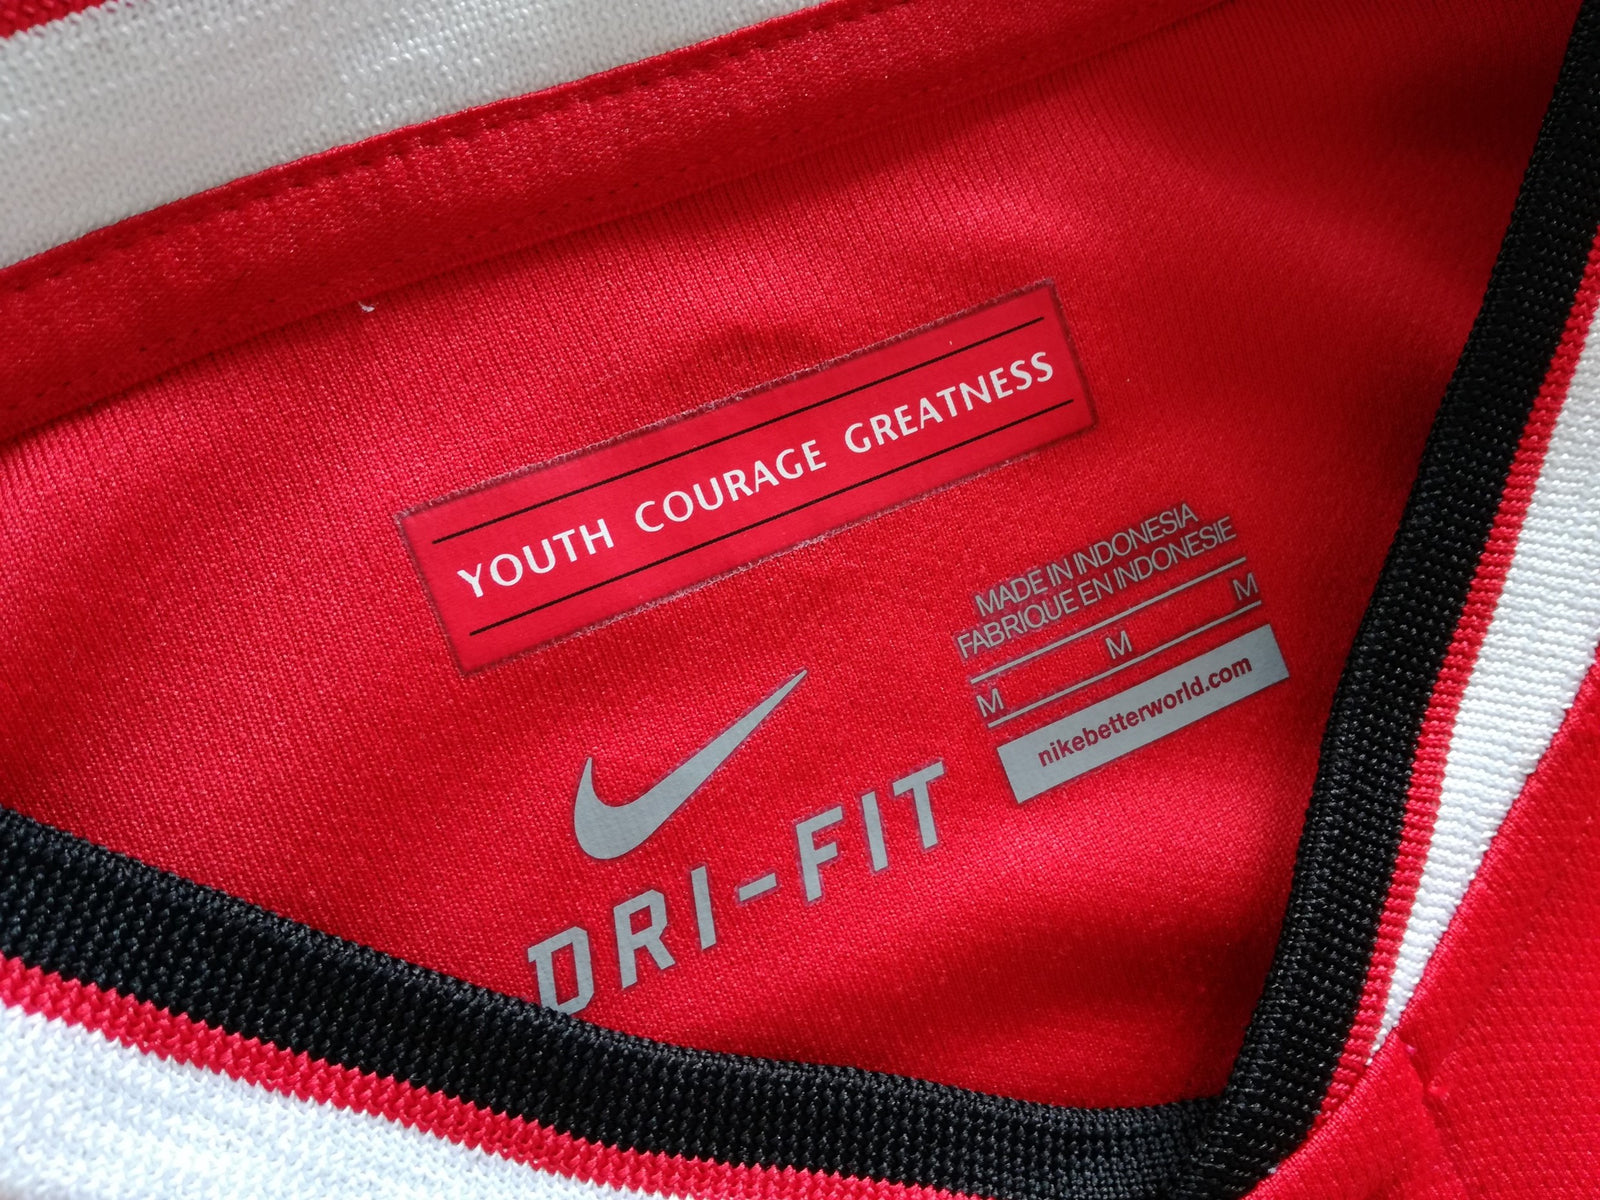 YOUTH COURAGE GREATNESS
MADE IN INDONESIA
FABRIQUE EN INDONESIE
M M M
nikebetterworld.com
DRI-FIT